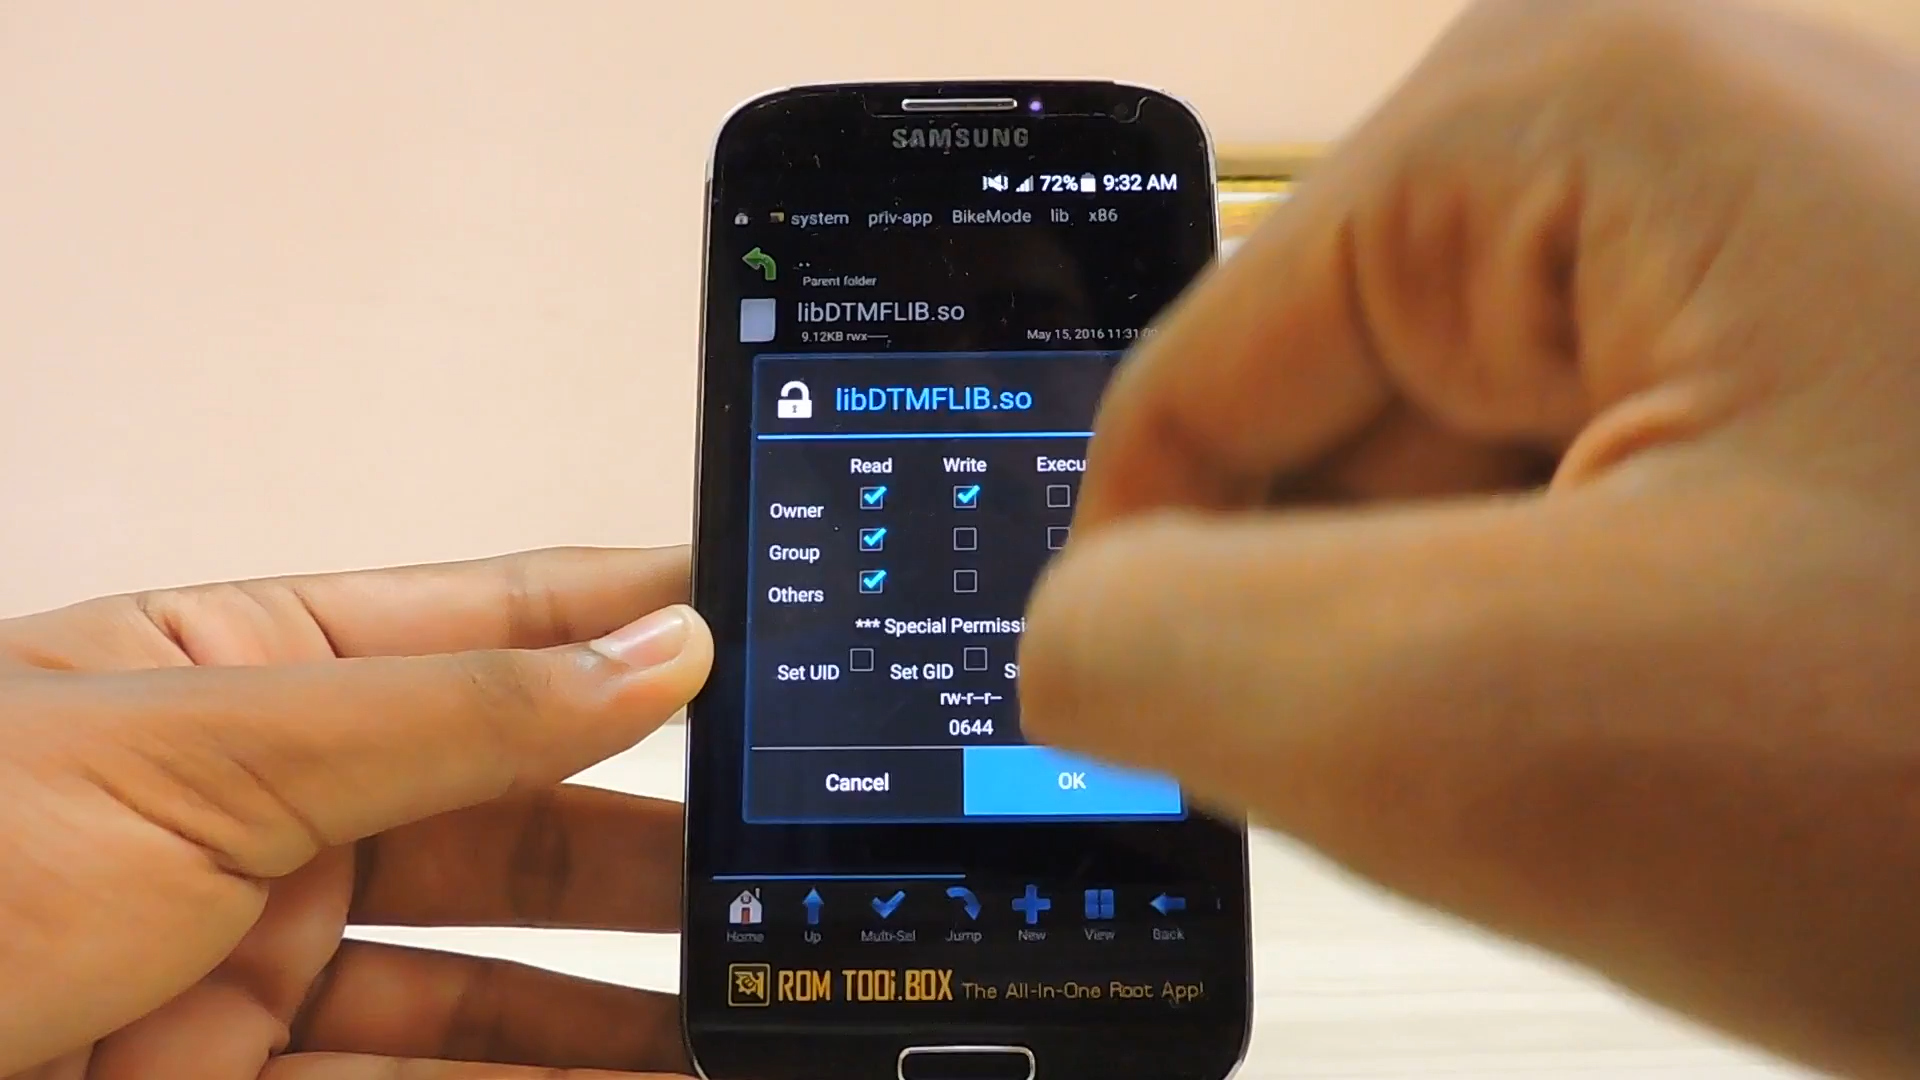 SAMSUNG
72% 9:32 AM
system priv-app BikeMode lib x86
..
Parent folder
libDTMFLIB.so
9.12KB rwx------
May 15, 2016 11:31
libDTMFLIB.so
Read Write Execu
Owner
Group
Others
*** Special Permissi
Set UID Set GID S
rw-r--r--
0644
Cancel OK
Home Up Multi-Sel Jump New View Back
ROM TOOLBOX The All-In-One Root App!